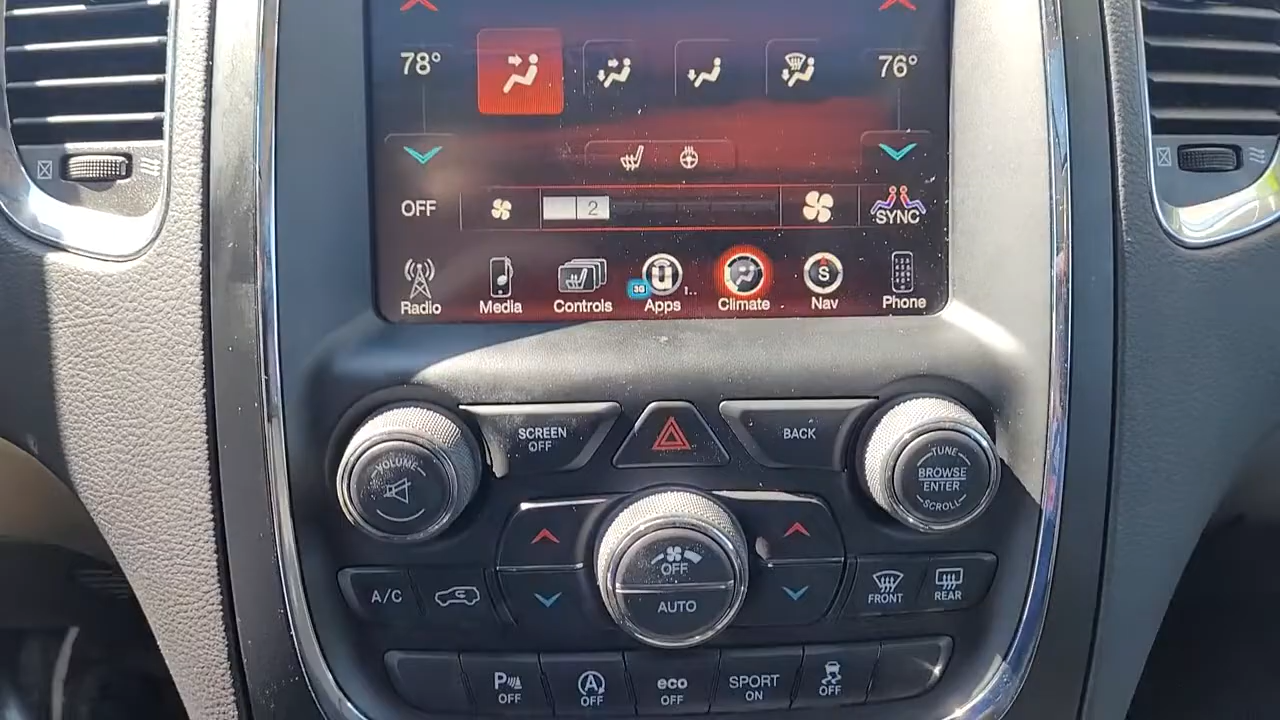 78°
76°
OFF
2
SYNC
Radio
Media
Controls
3G
Apps
Climate
S
Nav
Phone
SCREEN
OFF
BACK
VOLUME
TUNE
BROWSE
ENTER
SCROLL
OFF
AUTO
A/C
FRONT
REAR
P
OFF
A
OFF
eco
OFF
SPORT
ON
OFF